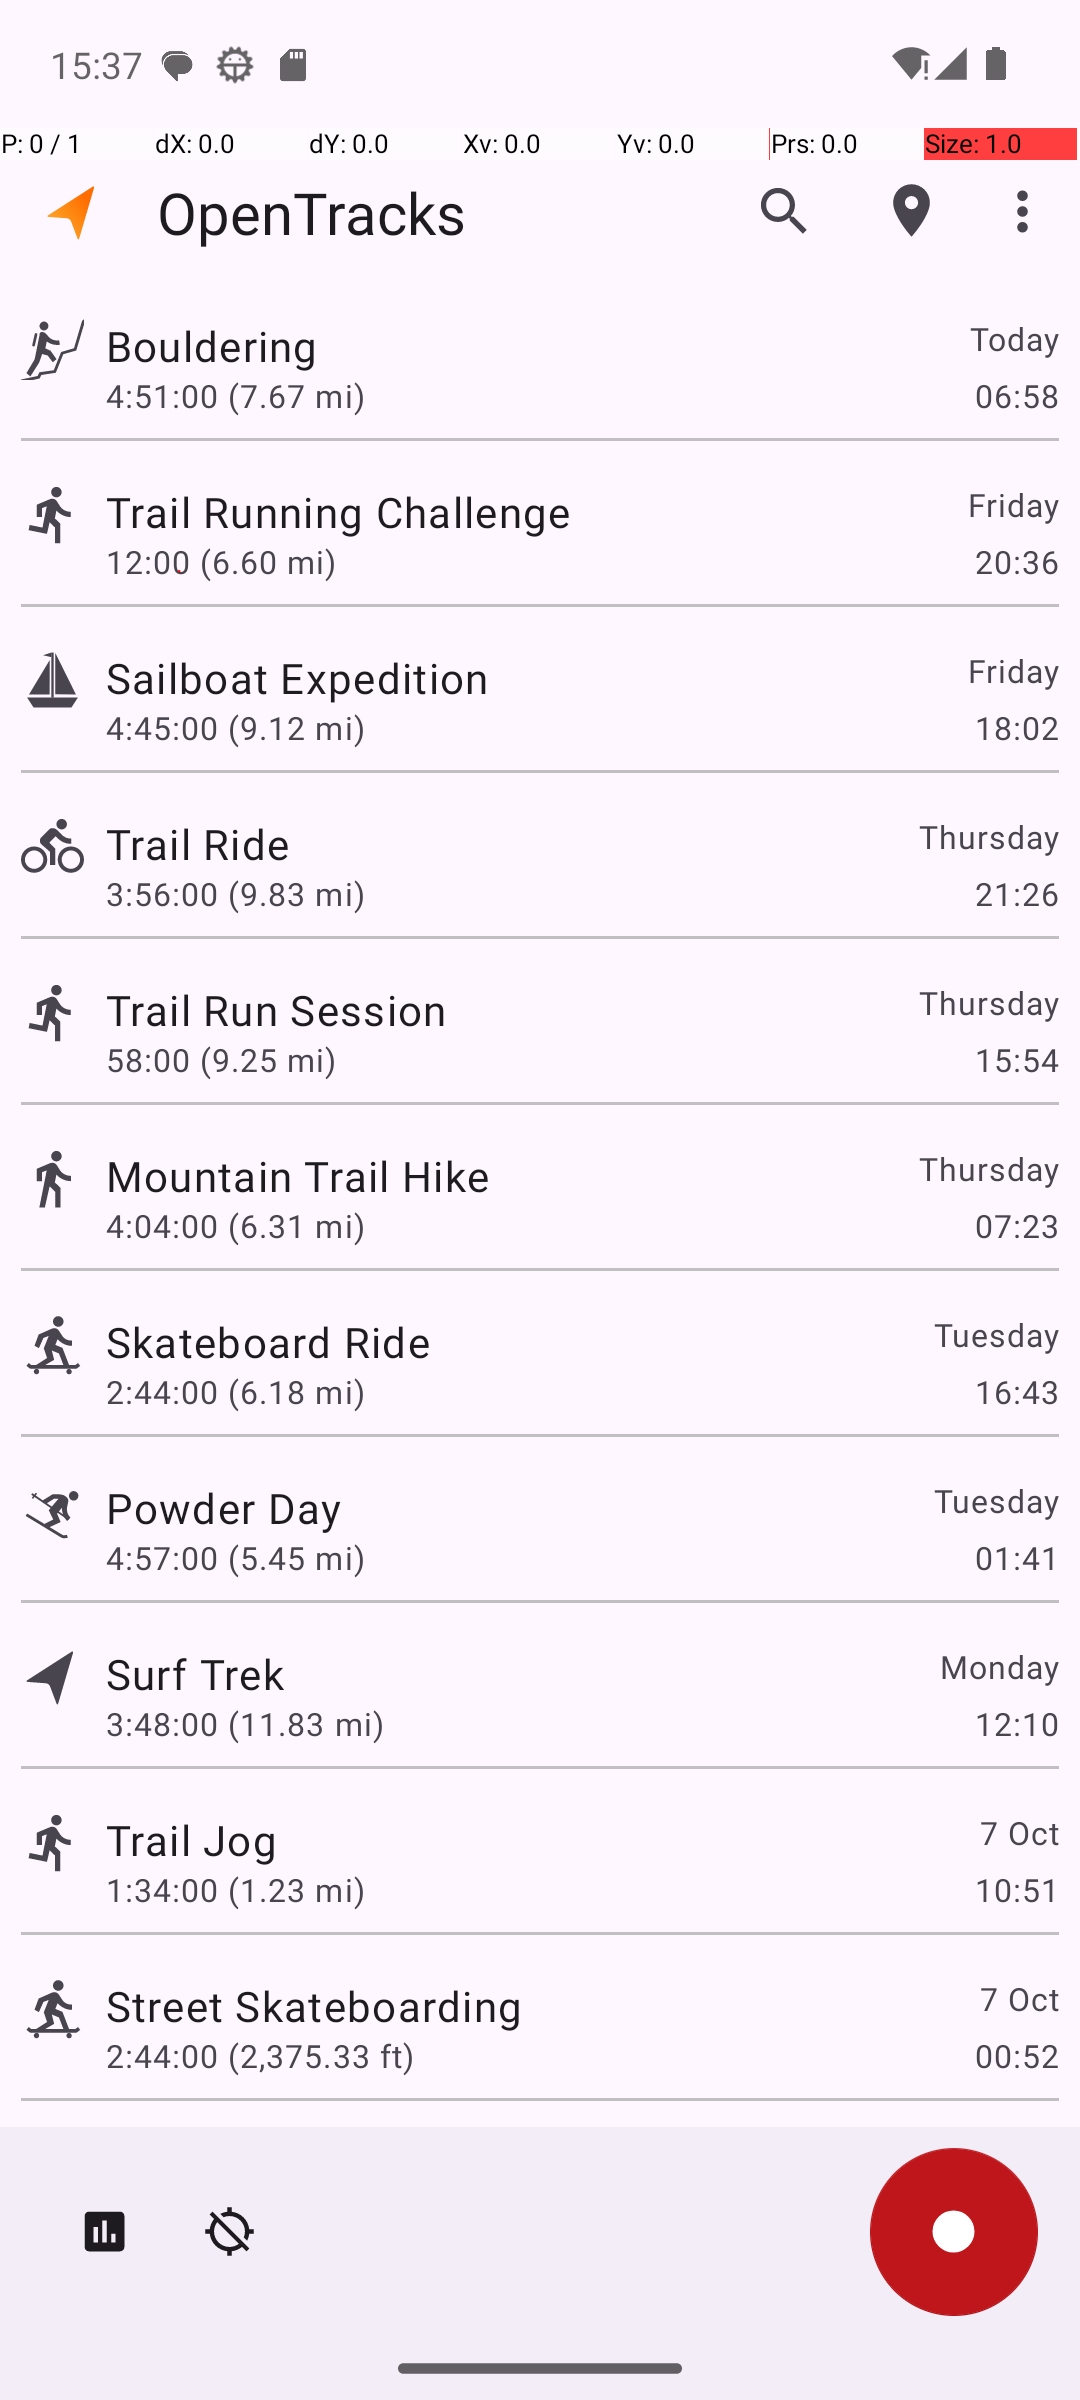 15:37
P: 0 / 1 dX: 0.0 dY: 0.0 Xv: 0.0 Yv: 0.0 Prs: 0.0 Size: 1.0
OpenTracks
Bouldering Today
4:51:00 (7.67 mi) 06:58
Trail Running Challenge Friday
12:00 (6.60 mi) 20:36
Sailboat Expedition Friday
4:45:00 (9.12 mi) 18:02
Trail Ride Thursday
3:56:00 (9.83 mi) 21:26
Trail Run Session Thursday
58:00 (9.25 mi) 15:54
Mountain Trail Hike Thursday
4:04:00 (6.31 mi) 07:23
Skateboard Ride Tuesday
2:44:00 (6.18 mi) 16:43
Powder Day Tuesday
4:57:00 (5.45 mi) 01:41
Surf Trek Monday
3:48:00 (11.83 mi) 12:10
Trail Jog 7 Oct
1:34:00 (1.23 mi) 10:51
Street Skateboarding 7 Oct
2:44:00 (2,375.33 ft) 00:52